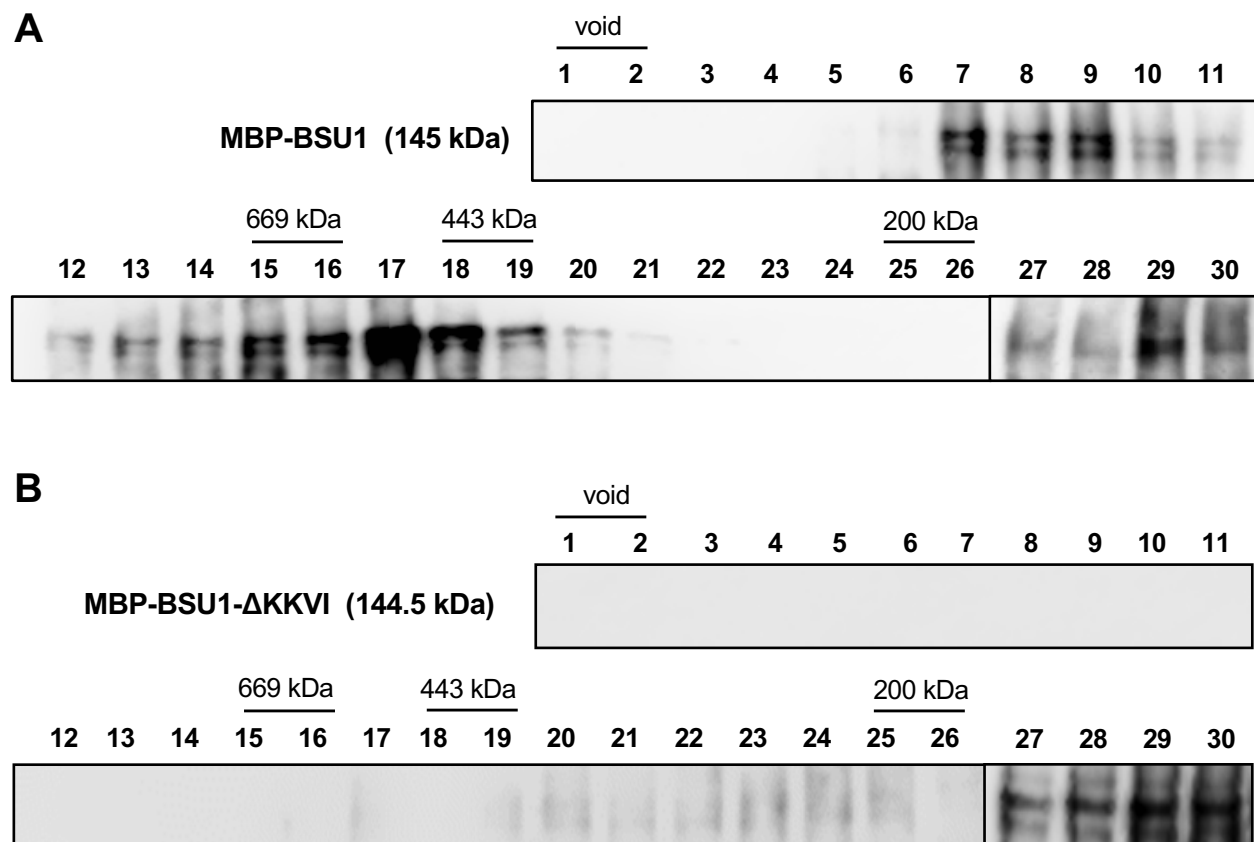 A
void
1 2 3 4 5 6 7 8 9 10 11
MBP-BSU1 (145 kDa)
669 kDa 443 kDa 200 kDa
12 13 14 15 16 17 18 19 20 21 22 23 24 25 26 27 28 29 30
B
void
1 2 3 4 5 6 7 8 9 10 11
MBP-BSU1-ΔKKVI (144.5 kDa)
669 kDa 443 kDa 200 kDa
12 13 14 15 16 17 18 19 20 21 22 23 24 25 26 27 28 29 30